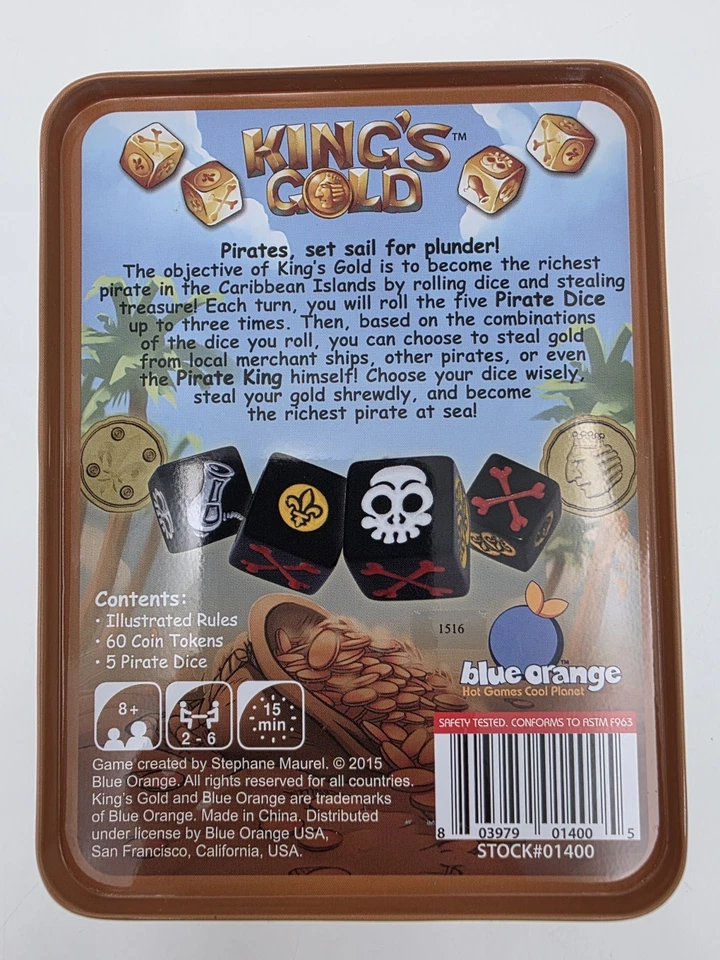 KING'S™
GOLD
Pirates, set sail for plunder!
The objective of King's Gold is to become the richest
pirate in the Caribbean Islands by rolling dice and stealing
treasure! Each turn, you will roll the five Pirate Dice
up to three times. Then, based on the combinations
of the dice you roll, you can choose to steal gold
from local merchant ships, other pirates, or even
the Pirate King himself! Choose your dice wisely,
steal your gold shrewdly, and become
the richest pirate at sea!
Contents:
• Illustrated Rules
• 60 Coin Tokens
• 5 Pirate Dice
1516
blue orange™
Hot Games Cool Planet
8+
2 - 6
15
min
SAFETY TESTED. CONFORMS TO ASTM F963
Game created by Stephane Maurel. © 2015
Blue Orange. All rights reserved for all countries.
King's Gold and Blue Orange are trademarks
of Blue Orange. Made in China. Distributed
under license by Blue Orange USA,
San Francisco, California, USA.
8 03979 01400 5
STOCK#01400